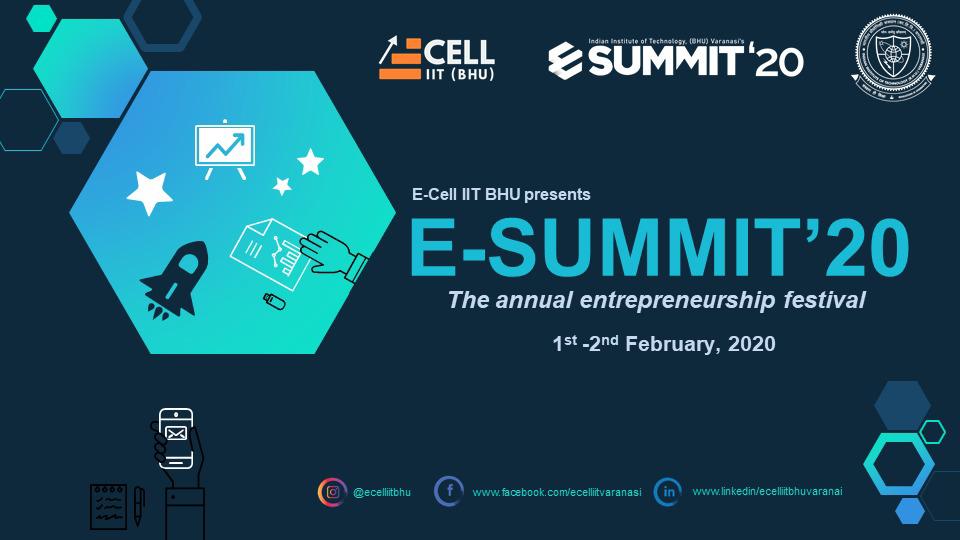 CELL
IIT (BHU)
Indian Institute of Technology, (BHU) Varanasi's
E SUMMIT'20
E-Cell IIT BHU presents
E-SUMMIT’20
The annual entrepreneurship festival
1st -2nd February, 2020
@ecelliitbhu
www.facebook.com/ecelliitvaranasi
www.linkedin/ecelliitbhuvaranai